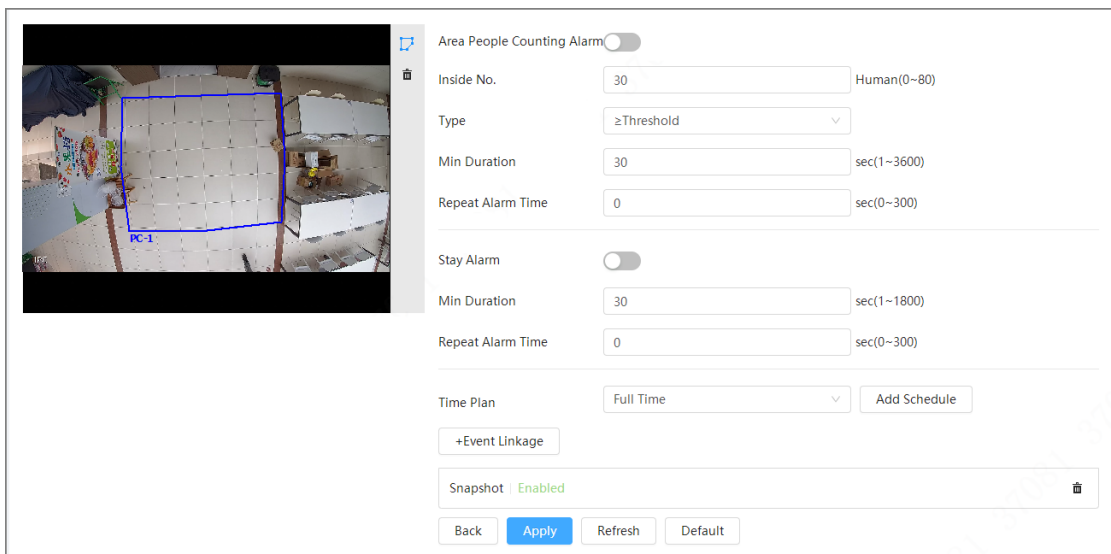 Area People Counting Alarm
Inside No. 30 Human(0~80)
Type ≥Threshold
Min Duration 30 sec(1~3600)
Repeat Alarm Time 0 sec(0~300)
PC-1
IPC
Stay Alarm
Min Duration 30 sec(1~1800)
Repeat Alarm Time 0 sec(0~300)
Time Plan Full Time Add Schedule
+Event Linkage
Snapshot Enabled
Back Apply Refresh Default